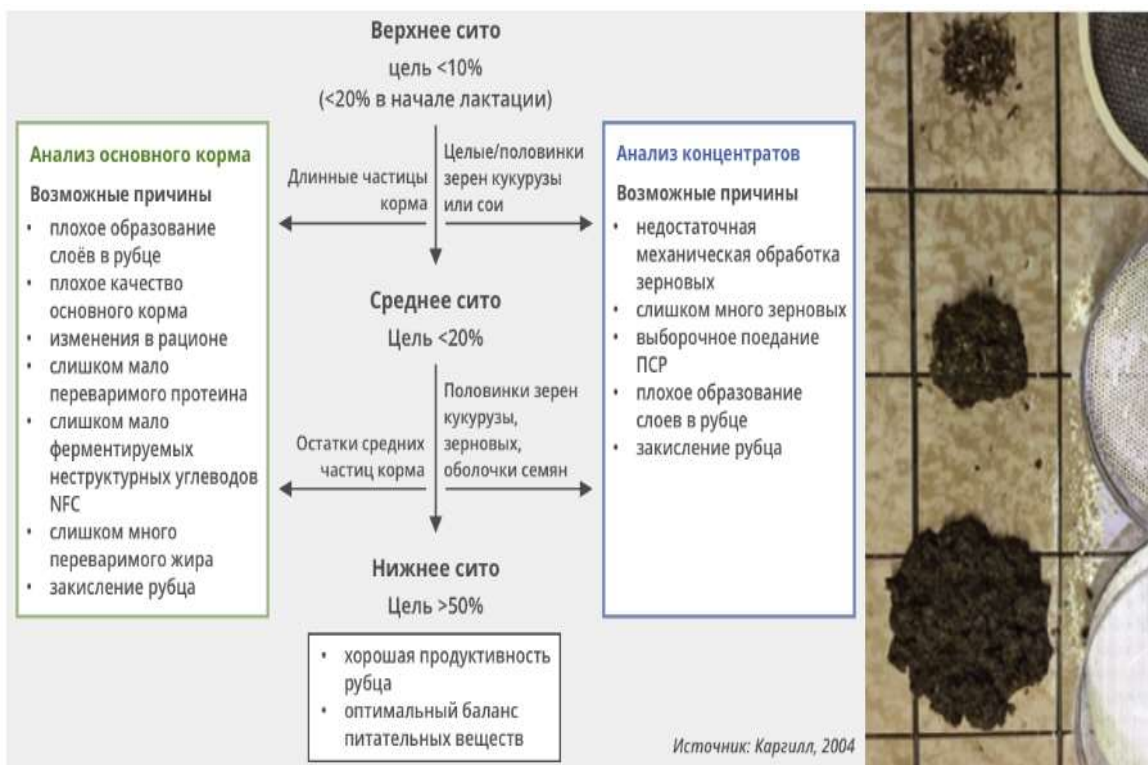 Верхнее сито
цель <10%
(<20% в начале лактации)
Анализ основного корма
Возможные причины
• плохое образование
слоёв в рубце
• плохое качество
основного корма
• изменения в рационе
• слишком мало
переваримого протеина
• слишком мало
ферментируемых
неструктурных углеводов
NFC
• слишком много
переваримого жира
• закисление рубца
Длинные частицы
корма
Целые/половинки
зерен кукурузы
или сои
Среднее сито
Цель <20%
Остатки средних
частиц корма
Половинки зерен
кукурузы,
зерновых,
оболочки семян
Нижнее сито
Цель >50%
• хорошая продуктивность
рубца
• оптимальный баланс
питательных веществ
Анализ концентратов
Возможные причины
• недостаточная
механическая обработка
зерновых
• слишком много зерновых
• выборочное поедание
ПСР
• плохое образование
слоев в рубце
• закисление рубца
Источник: Каргилл, 2004